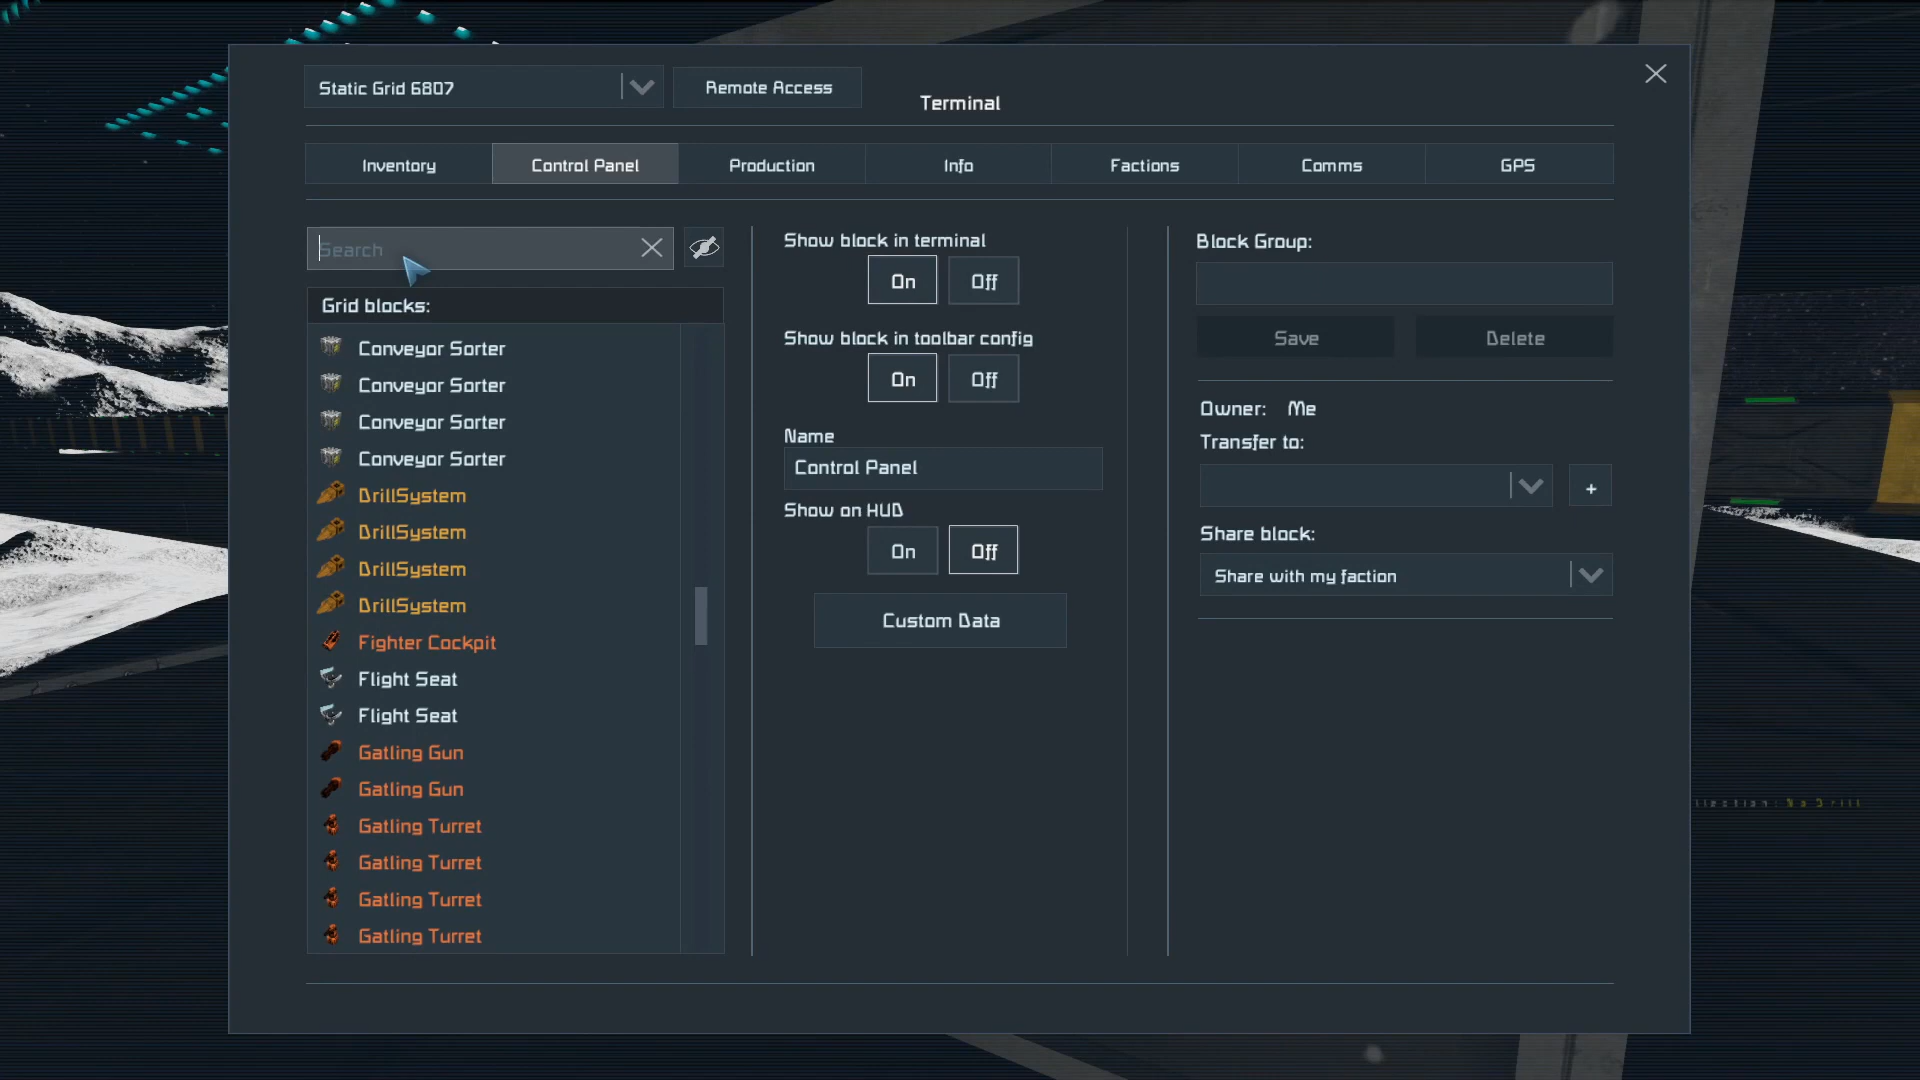 Static Grid 6807
Remote Access
Terminal
Inventory
Control Panel
Production
Info
Factions
Comms
GPS
Search
Grid blocks:
Conveyor Sorter
Conveyor Sorter
Conveyor Sorter
Conveyor Sorter
DrillSystem
DrillSystem
DrillSystem
DrillSystem
Fighter Cockpit
Flight Seat
Flight Seat
Gatling Gun
Gatling Gun
Gatling Turret
Gatling Turret
Gatling Turret
Gatling Turret
Show block in terminal
On
Off
Show block in toolbar config
On
Off
Name
Control Panel
Show on HUD
On
Off
Custom Data
Block Group:
Save
Delete
Owner: Me
Transfer to:
+
Share block:
Share with my faction